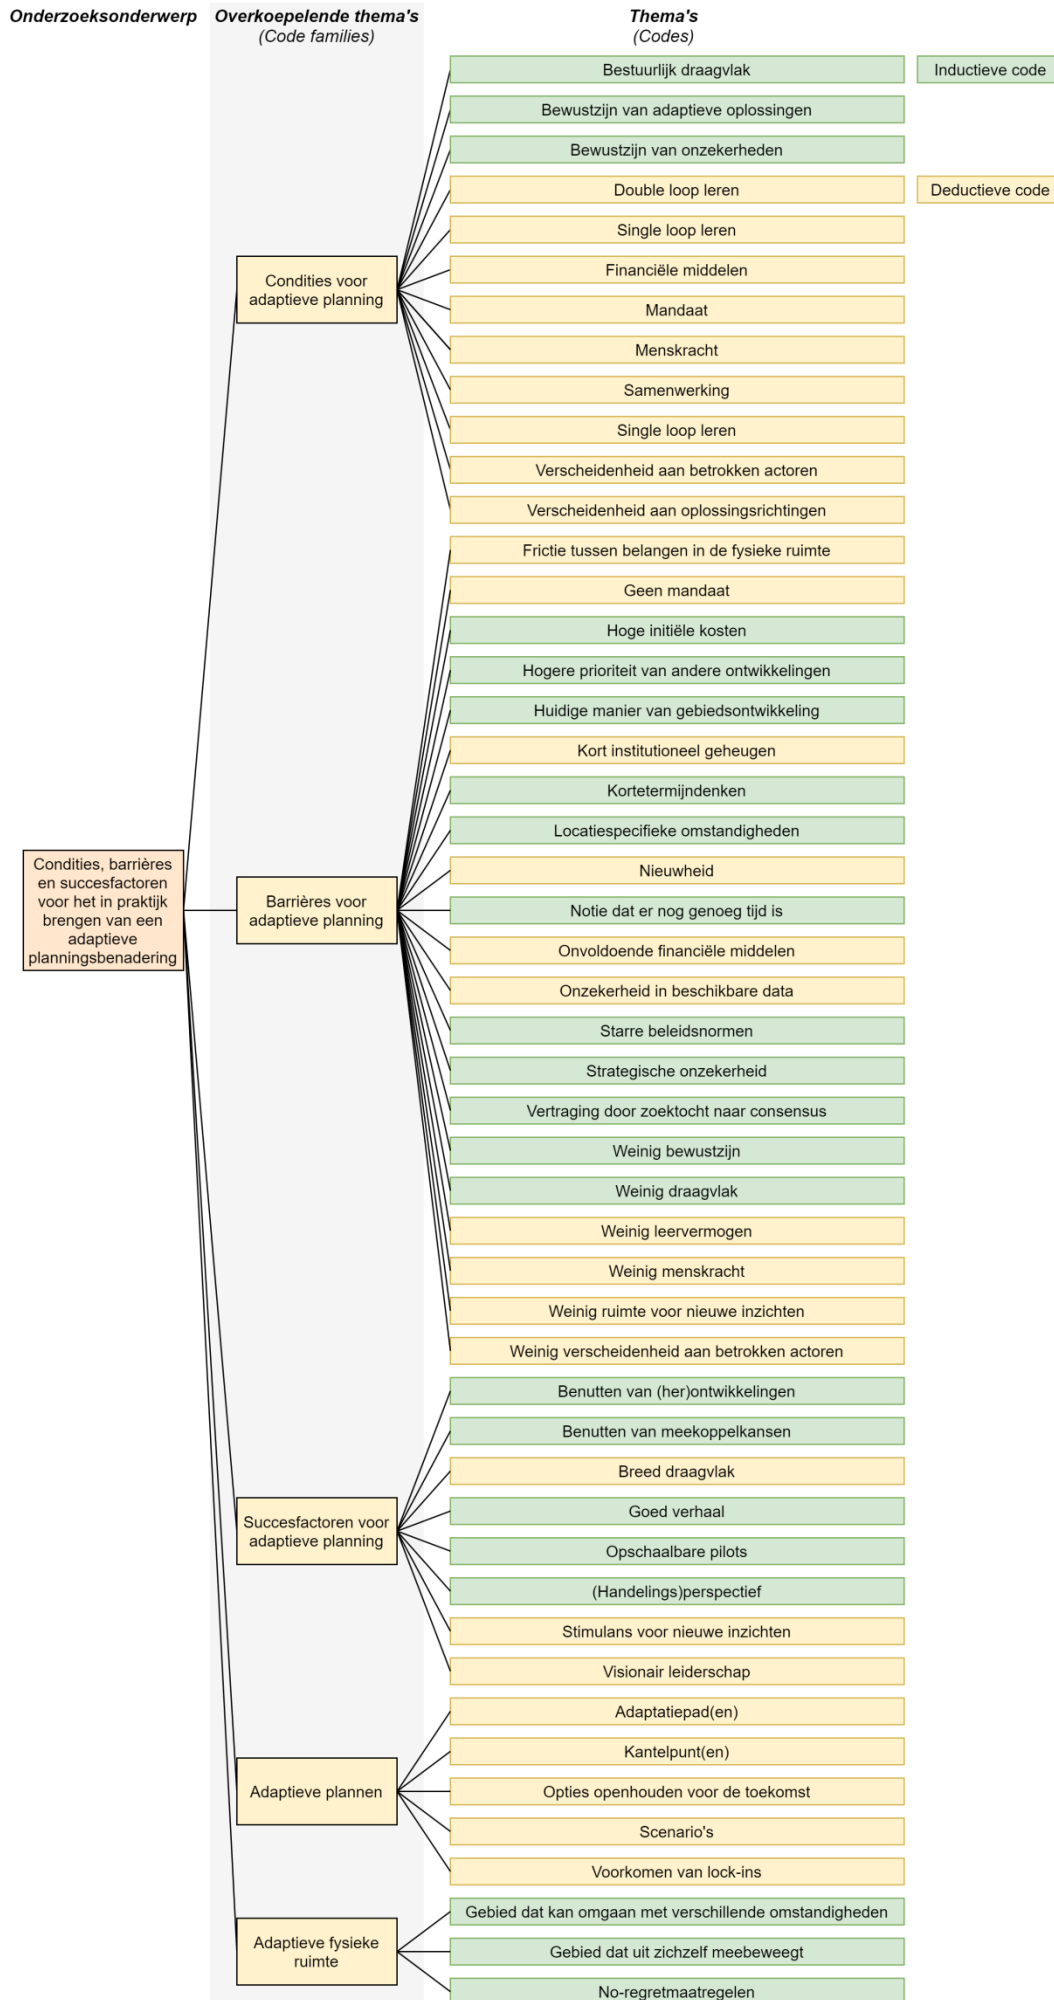 Onderzoeksonderwerp
Overkoepelende thema's
(Code families)
Thema's
(Codes)
Inductieve code
Deductieve code
Condities, barrières
en succesfactoren
voor het in praktijk
brengen van een
adaptieve
planningsbenadering
Condities voor
adaptieve planning
Bestuurlijk draagvlak
Bewustzijn van adaptieve oplossingen
Bewustzijn van onzekerheden
Double loop leren
Single loop leren
Financiële middelen
Mandaat
Menskracht
Samenwerking
Single loop leren
Verscheidenheid aan betrokken actoren
Verscheidenheid aan oplossingsrichtingen
Barrières voor
adaptieve planning
Frictie tussen belangen in de fysieke ruimte
Geen mandaat
Hoge initiële kosten
Hogere prioriteit van andere ontwikkelingen
Huidige manier van gebiedsontwikkeling
Kort institutioneel geheugen
Kortetermijndenken
Locatiespecifieke omstandigheden
Nieuwheid
Notie dat er nog genoeg tijd is
Onvoldoende financiële middelen
Onzekerheid in beschikbare data
Starre beleidsnormen
Strategische onzekerheid
Vertraging door zoektocht naar consensus
Weinig bewustzijn
Weinig draagvlak
Weinig leervermogen
Weinig menskracht
Weinig ruimte voor nieuwe inzichten
Weinig verscheidenheid aan betrokken actoren
Succesfactoren voor
adaptieve planning
Benutten van (her)ontwikkelingen
Benutten van meekoppelkansen
Breed draagvlak
Goed verhaal
Opschaalbare pilots
(Handelings)perspectief
Stimulans voor nieuwe inzichten
Visionair leiderschap
Adaptieve plannen
Adaptatiepad(en)
Kantelpunt(en)
Opties openhouden voor de toekomst
Scenario's
Voorkomen van lock-ins
Adaptieve fysieke
ruimte
Gebied dat kan omgaan met verschillende omstandigheden
Gebied dat uit zichzelf meebeweegt
No-regretmaatregelen